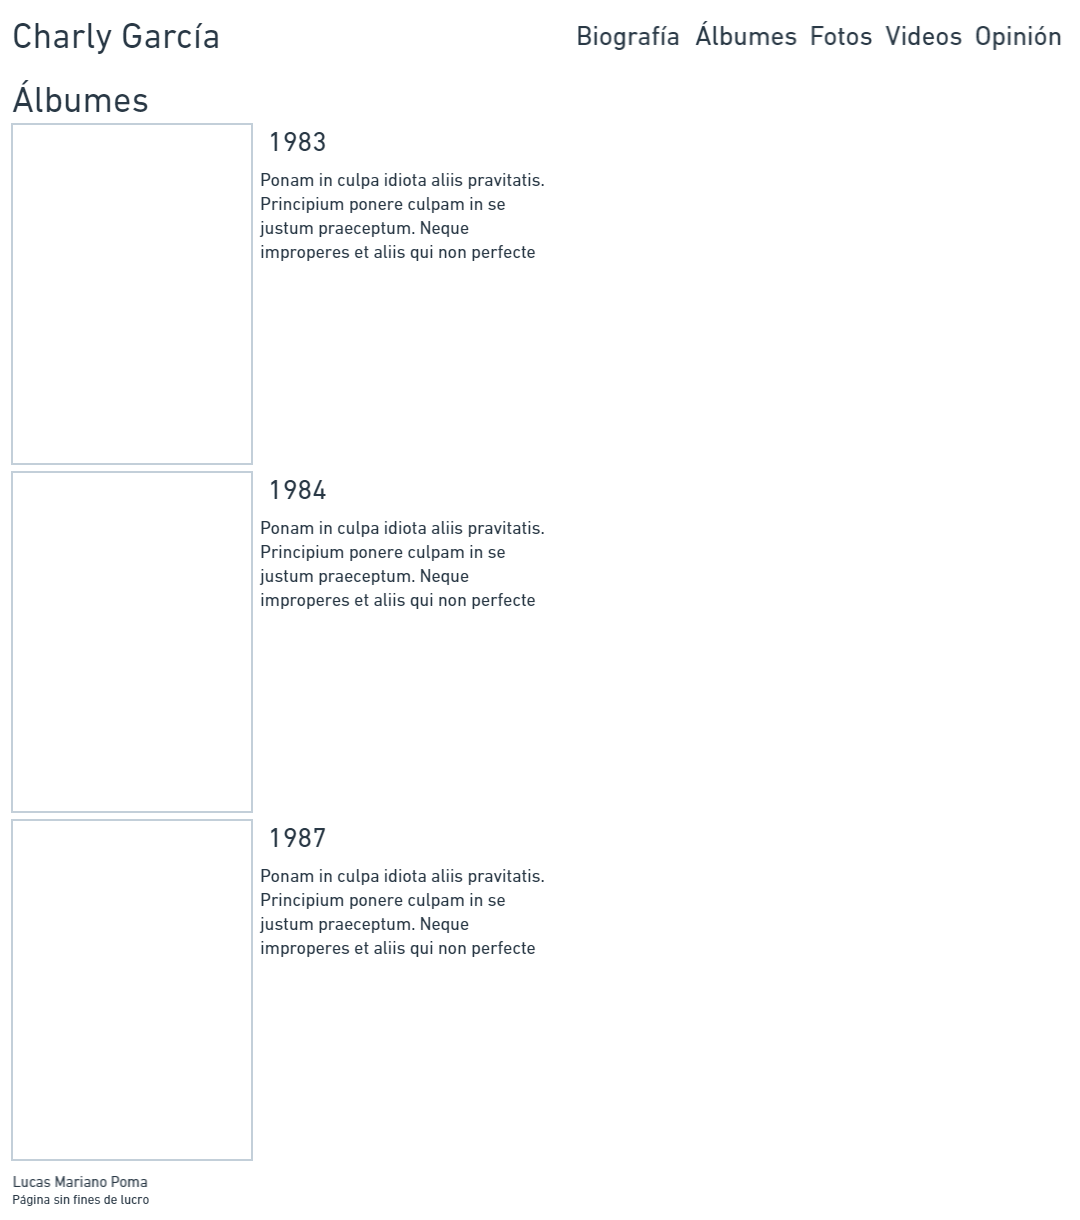 Charly García
Biografía Álbumes Fotos Videos Opinión
Álbumes
1983
Ponam in culpa idiota aliis pravitatis.
Principium ponere culpam in se
justum praeceptum. Neque
improperes et aliis qui non perfecte
1984
Ponam in culpa idiota aliis pravitatis.
Principium ponere culpam in se
justum praeceptum. Neque
improperes et aliis qui non perfecte
1987
Ponam in culpa idiota aliis pravitatis.
Principium ponere culpam in se
justum praeceptum. Neque
improperes et aliis qui non perfecte
Lucas Mariano Poma
Página sin fines de lucro